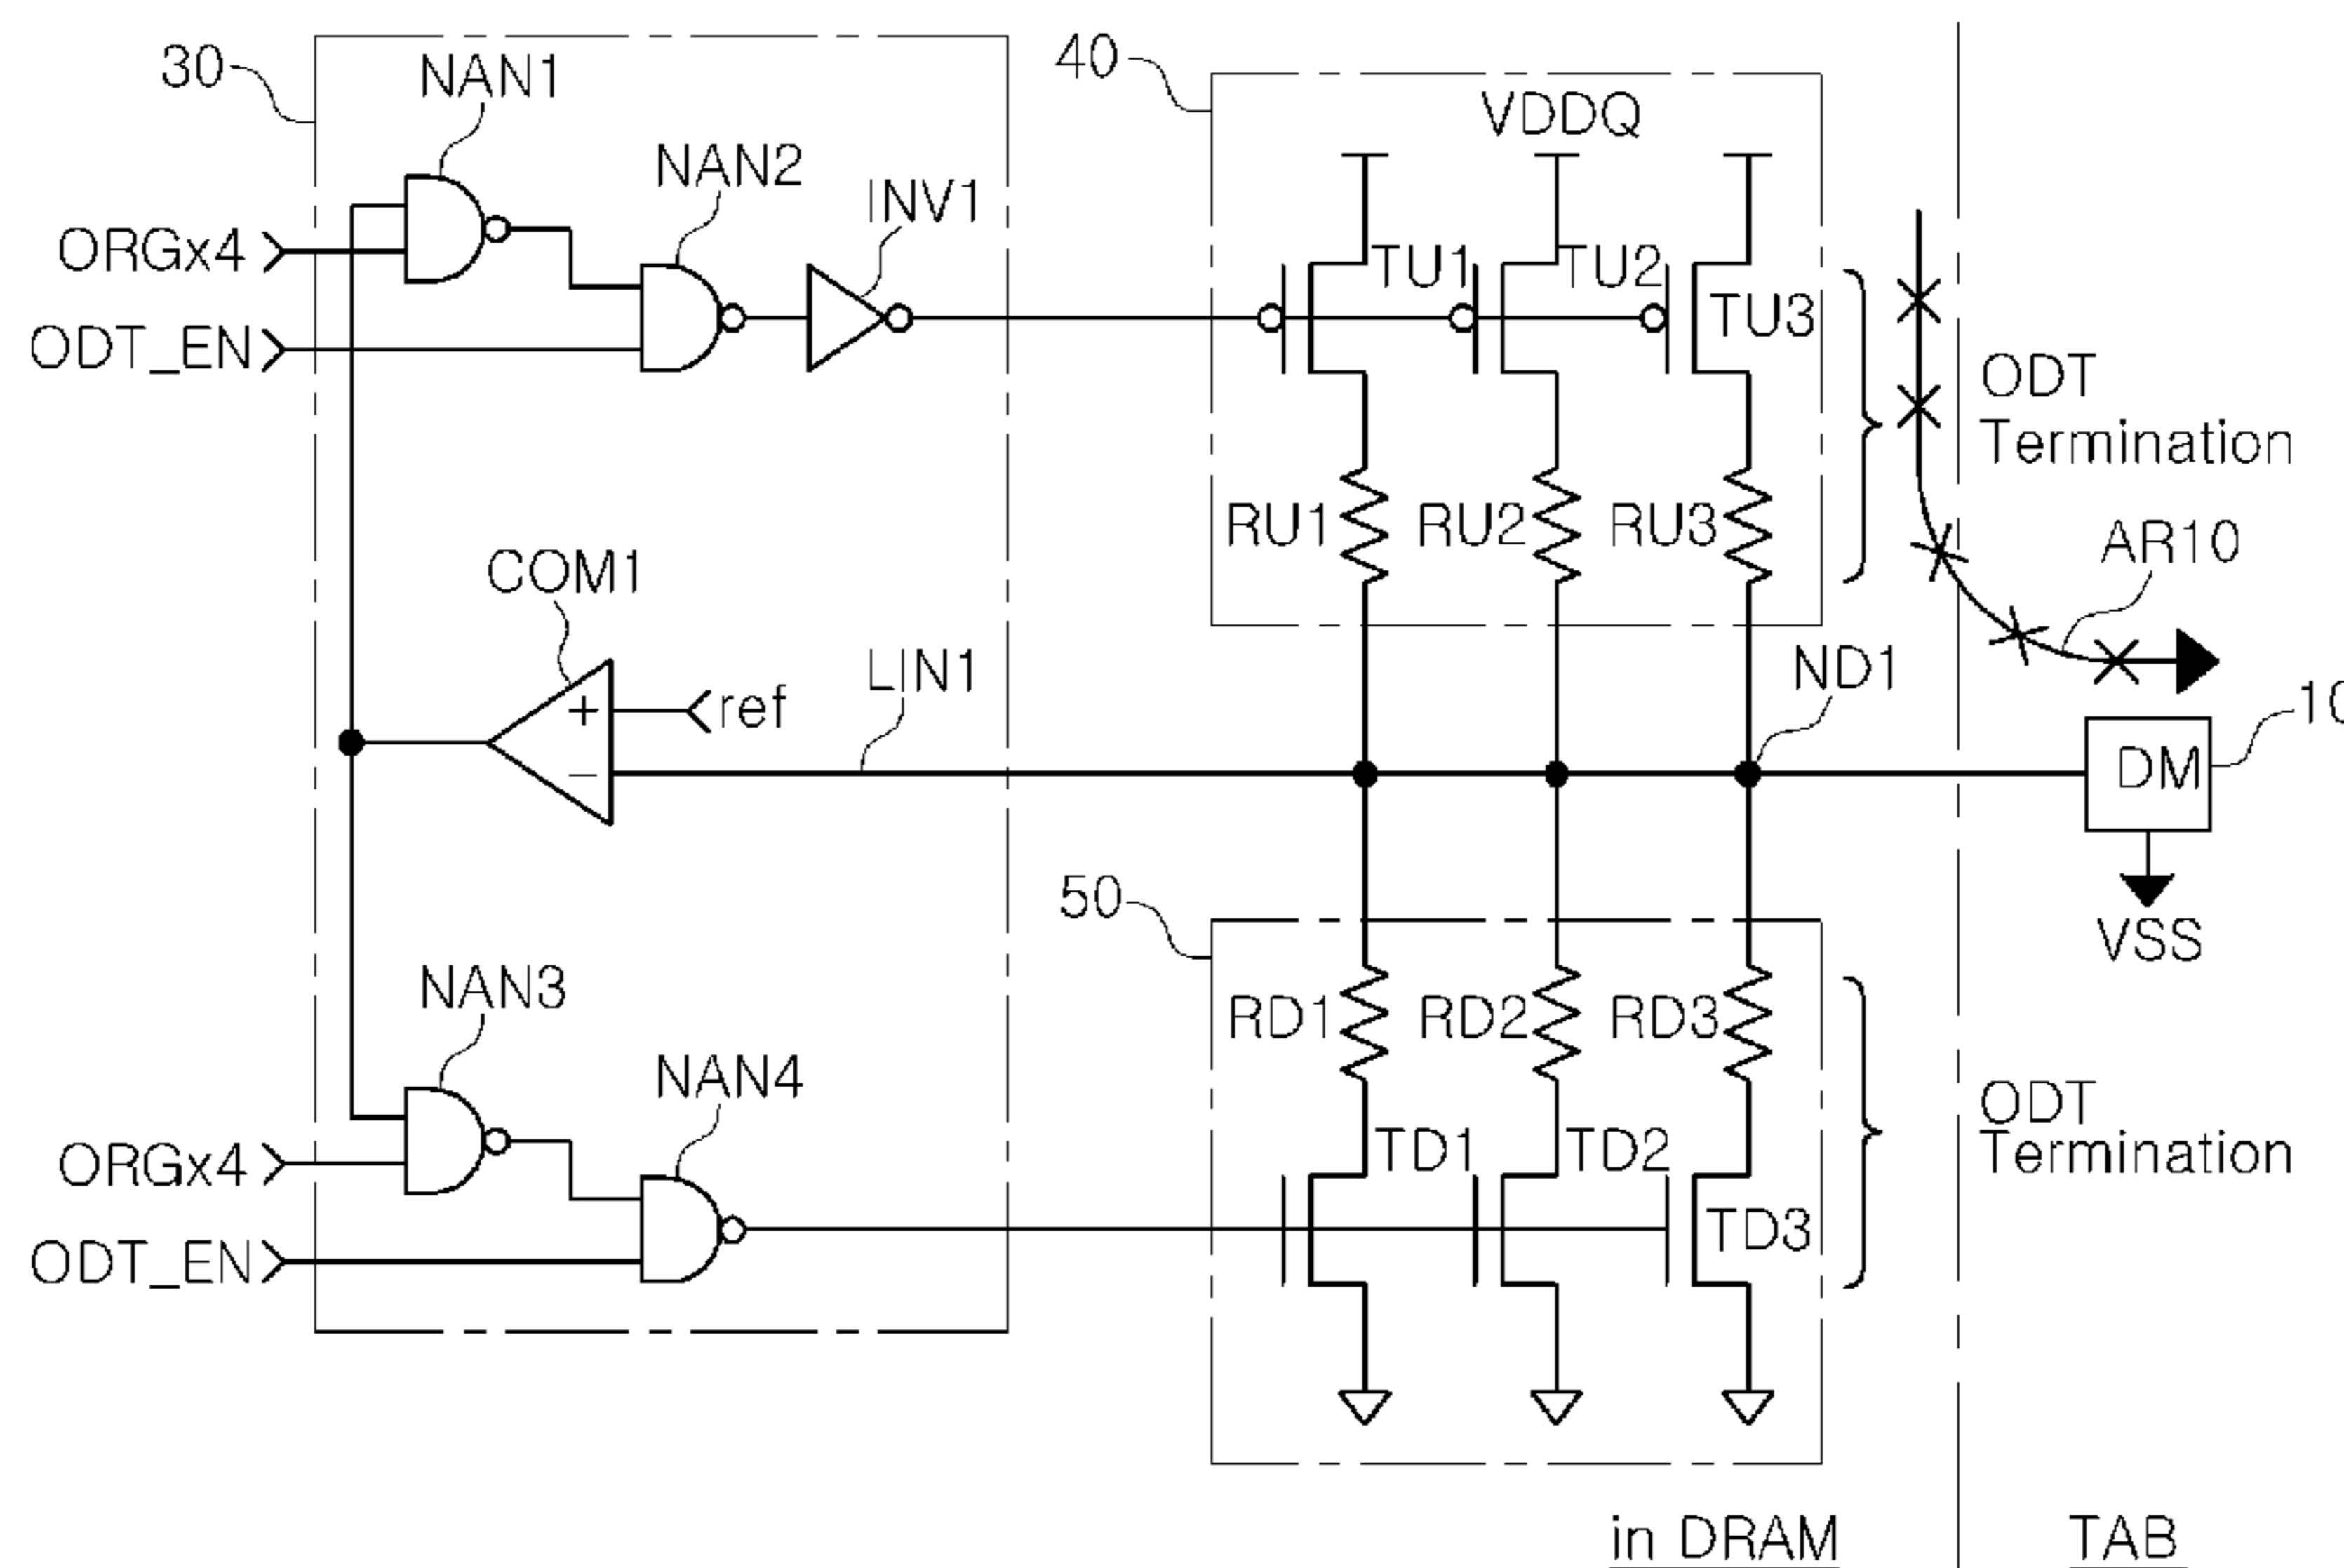 30
NAN1
NAN2
INV1
ORGx4
ODT_EN
40
VDDQ
TU1
TU2
TU3
RU1
RU2
RU3
ODT
Termination
AR10
COM1
+
ref
−
LIN1
ND1
DM
10
VSS
50
NAN3
NAN4
ORGx4
ODT_EN
RD1
RD2
RD3
TD1
TD2
TD3
ODT
Termination
in DRAM
TAB